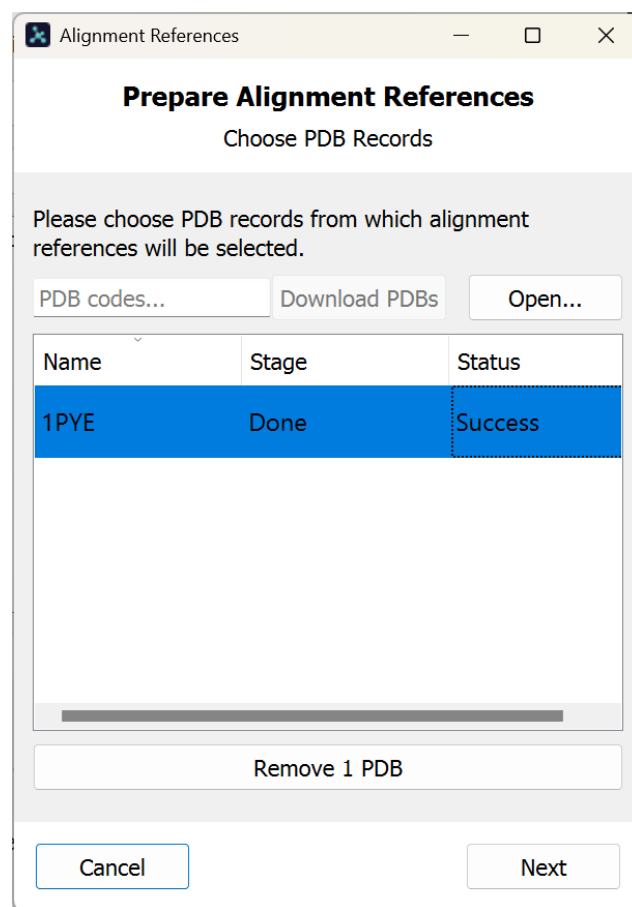 Alignment References
Prepare Alignment References
Choose PDB Records
Please choose PDB records from which alignment
references will be selected.
PDB codes... Download PDBs Open...
Name Stage Status
1PYE Done Success
Remove 1 PDB
Cancel Next